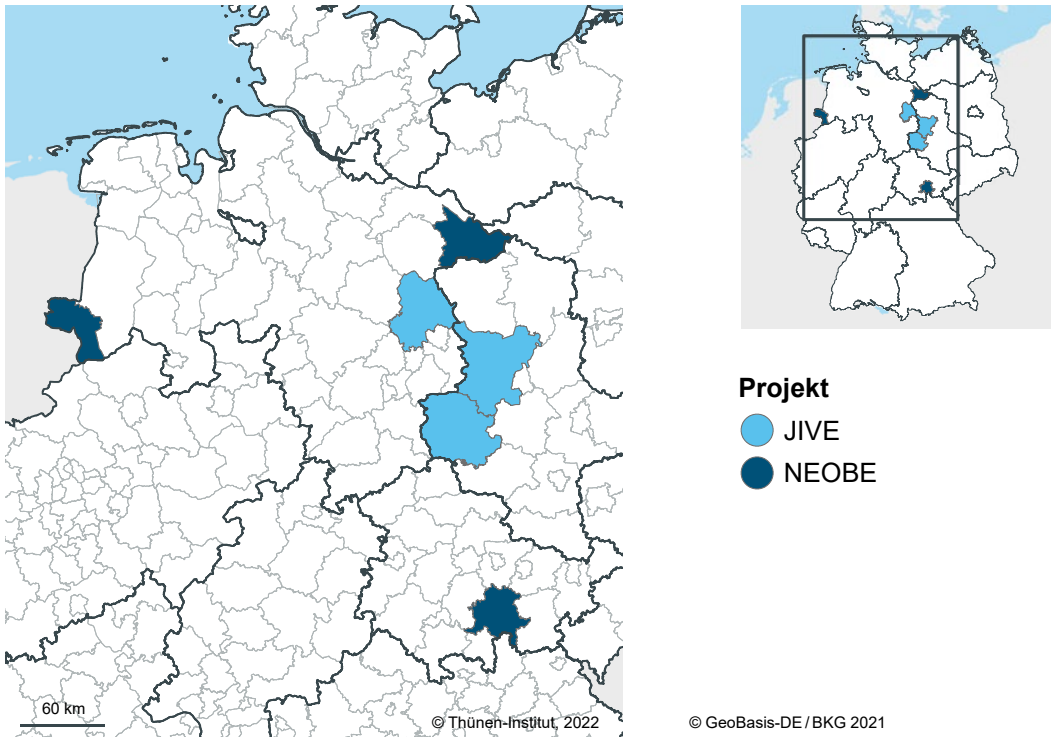 Projekt
JIVE
NEOBE
60 km
© Thünen-Institut, 2022
© GeoBasis-DE / BKG 2021